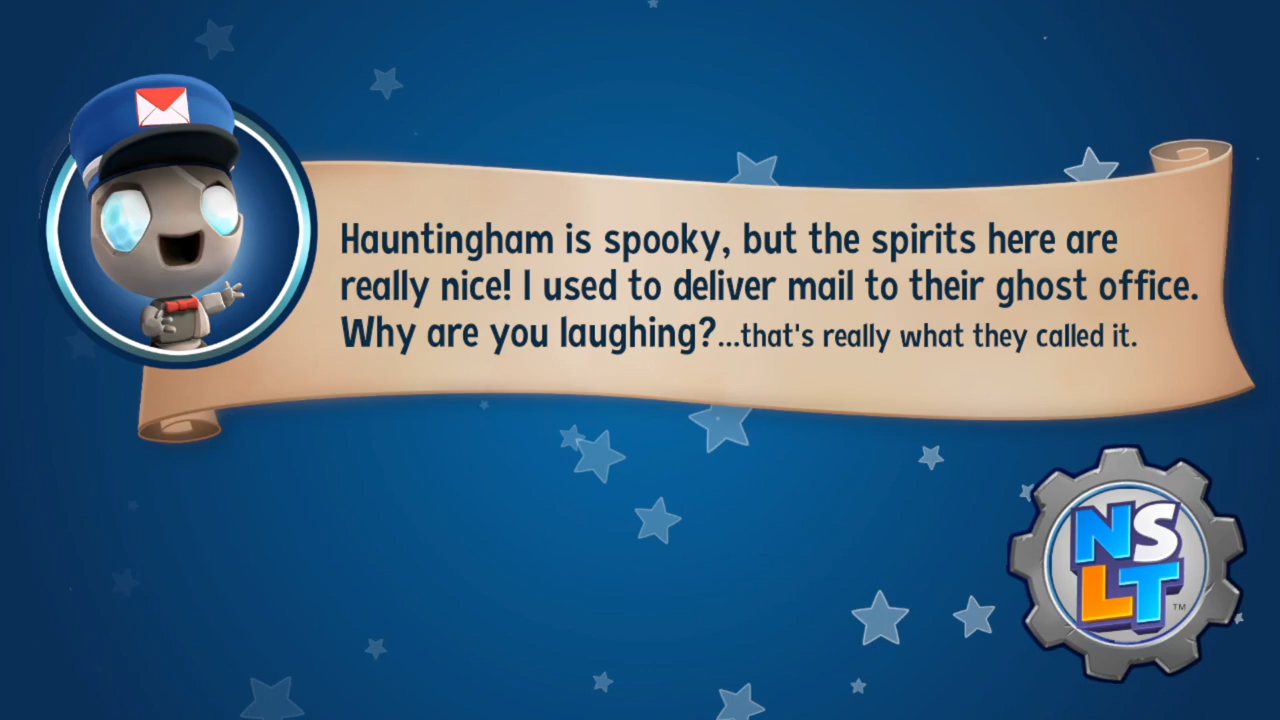 Hauntingham is spooky, but the spirits here are
really nice! I used to deliver mail to their ghost office.
Why are you laughing?...that's really what they called it.
NS
LT
TM